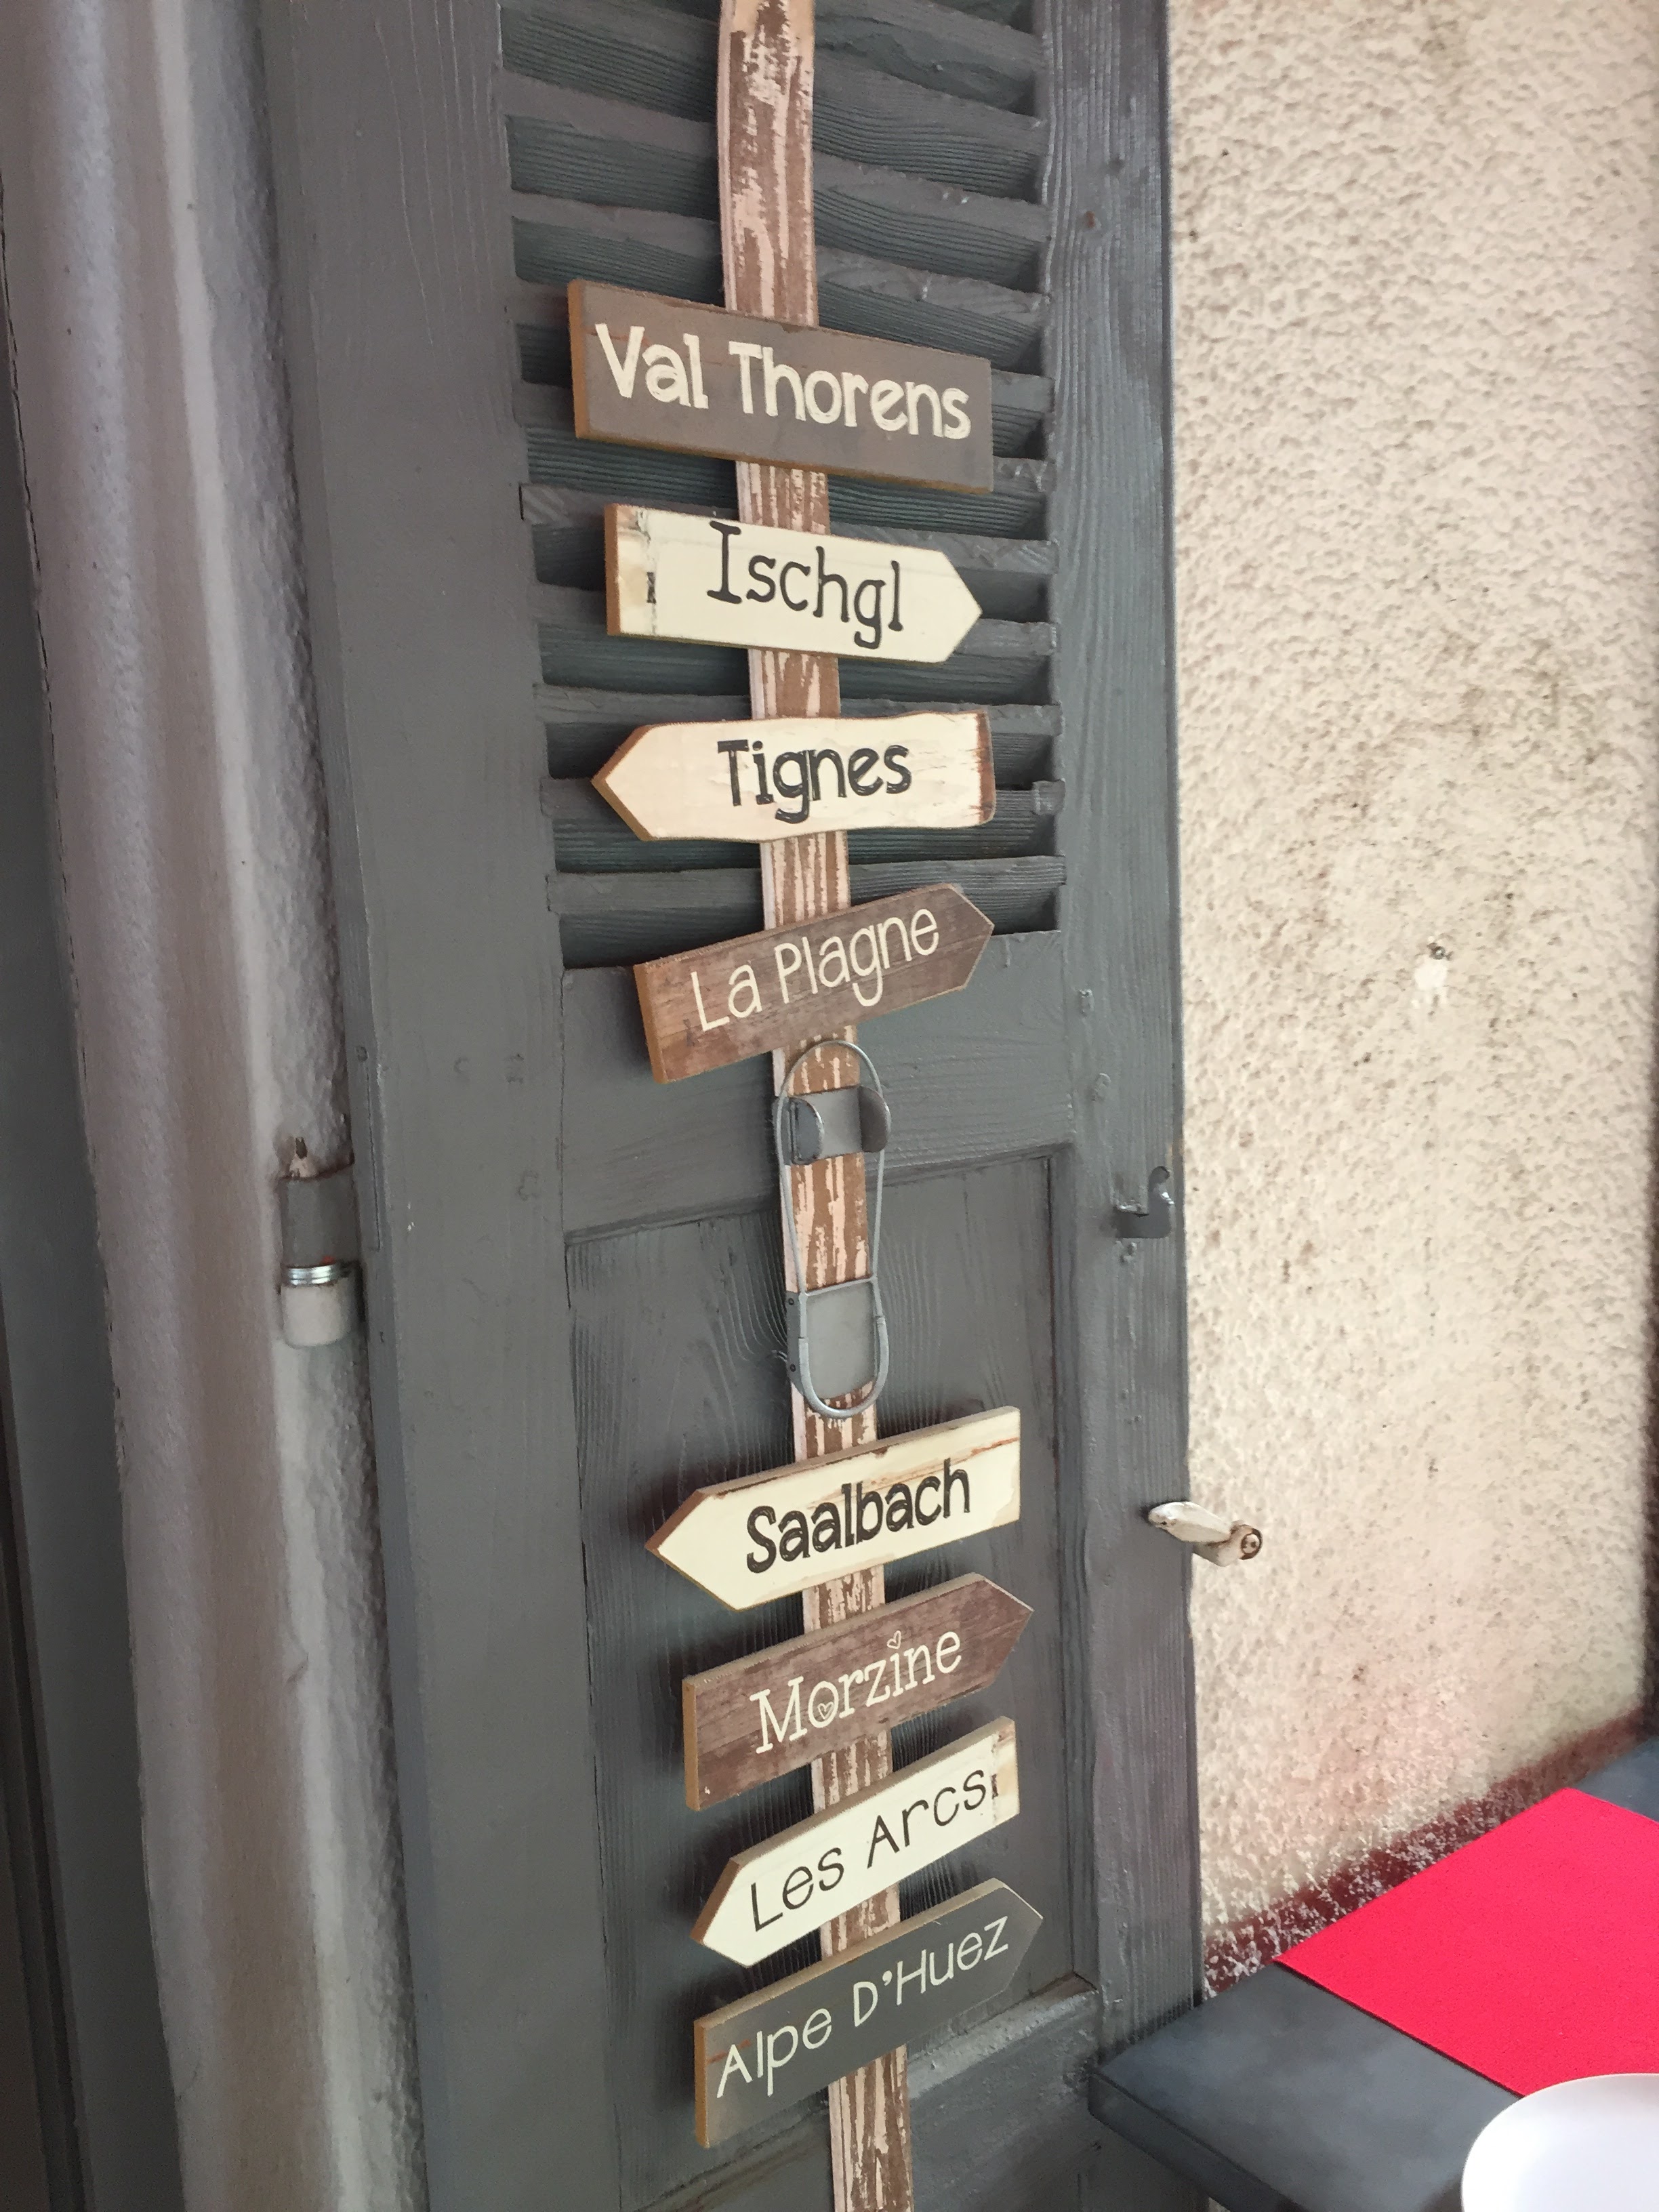 Val Thorens
Ischgl
Tignes
La Plagne
Saalbach
Morzine
Les Arcs
Alpe D'Huez